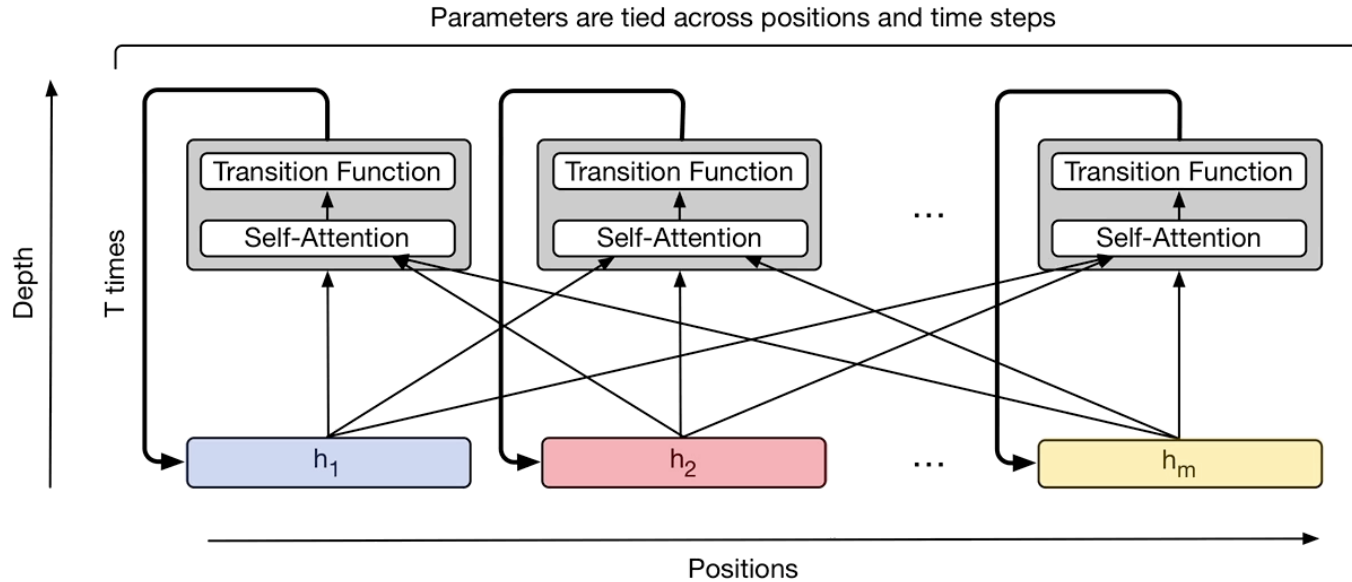 Parameters are tied across positions and time steps
Depth
T times
Transition Function
Transition Function
Transition Function
Self-Attention
Self-Attention
...
Self-Attention
h1
h2
...
hm
Positions